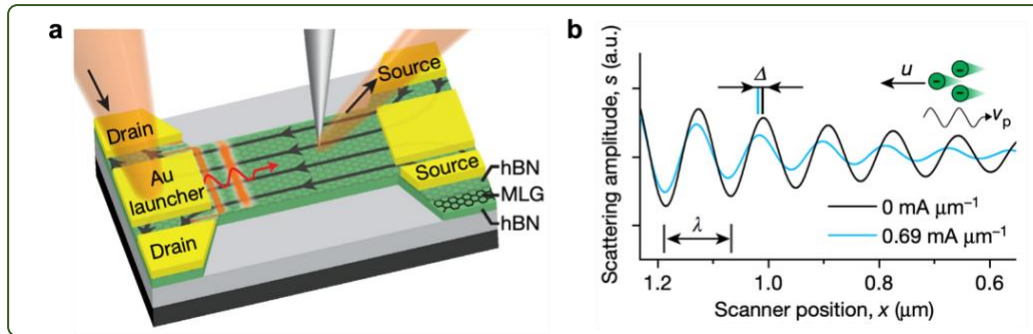 a
Drain
Au
launcher
Drain
Source
Source
hBN
MLG
hBN
b
Scattering amplitude, s (a.u.)
Δ
u
vp
λ
0 mA μm⁻¹
0.69 mA μm⁻¹
1.2 1.0 0.8 0.6
Scanner position, x (μm)